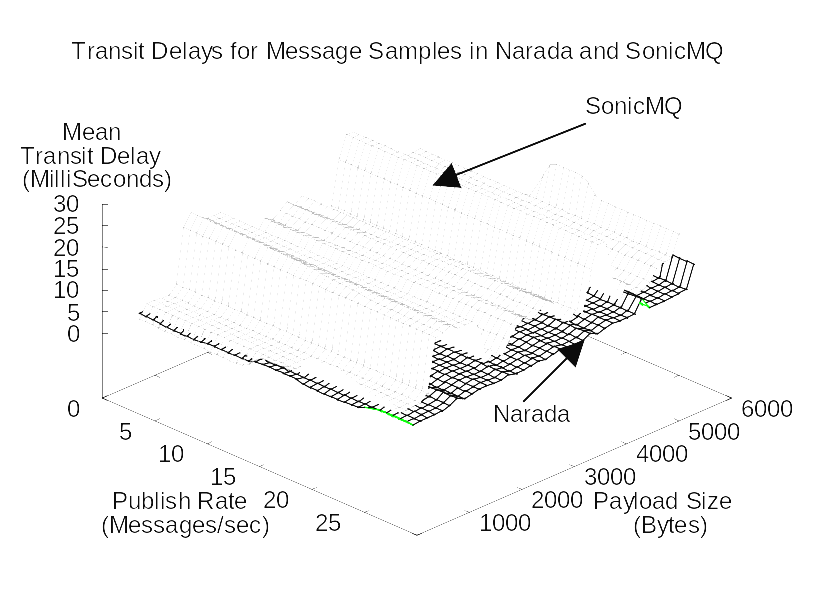 Transit Delays for Message Samples in Narada and SonicMQ
SonicMQ
Mean
Transit Delay
(MilliSeconds)
30
25
20
15
10
5
0
0
5
10
15
20
25
Publish Rate
(Messages/sec)
Narada
6000
5000
4000
3000
2000
1000
Payload Size
(Bytes)